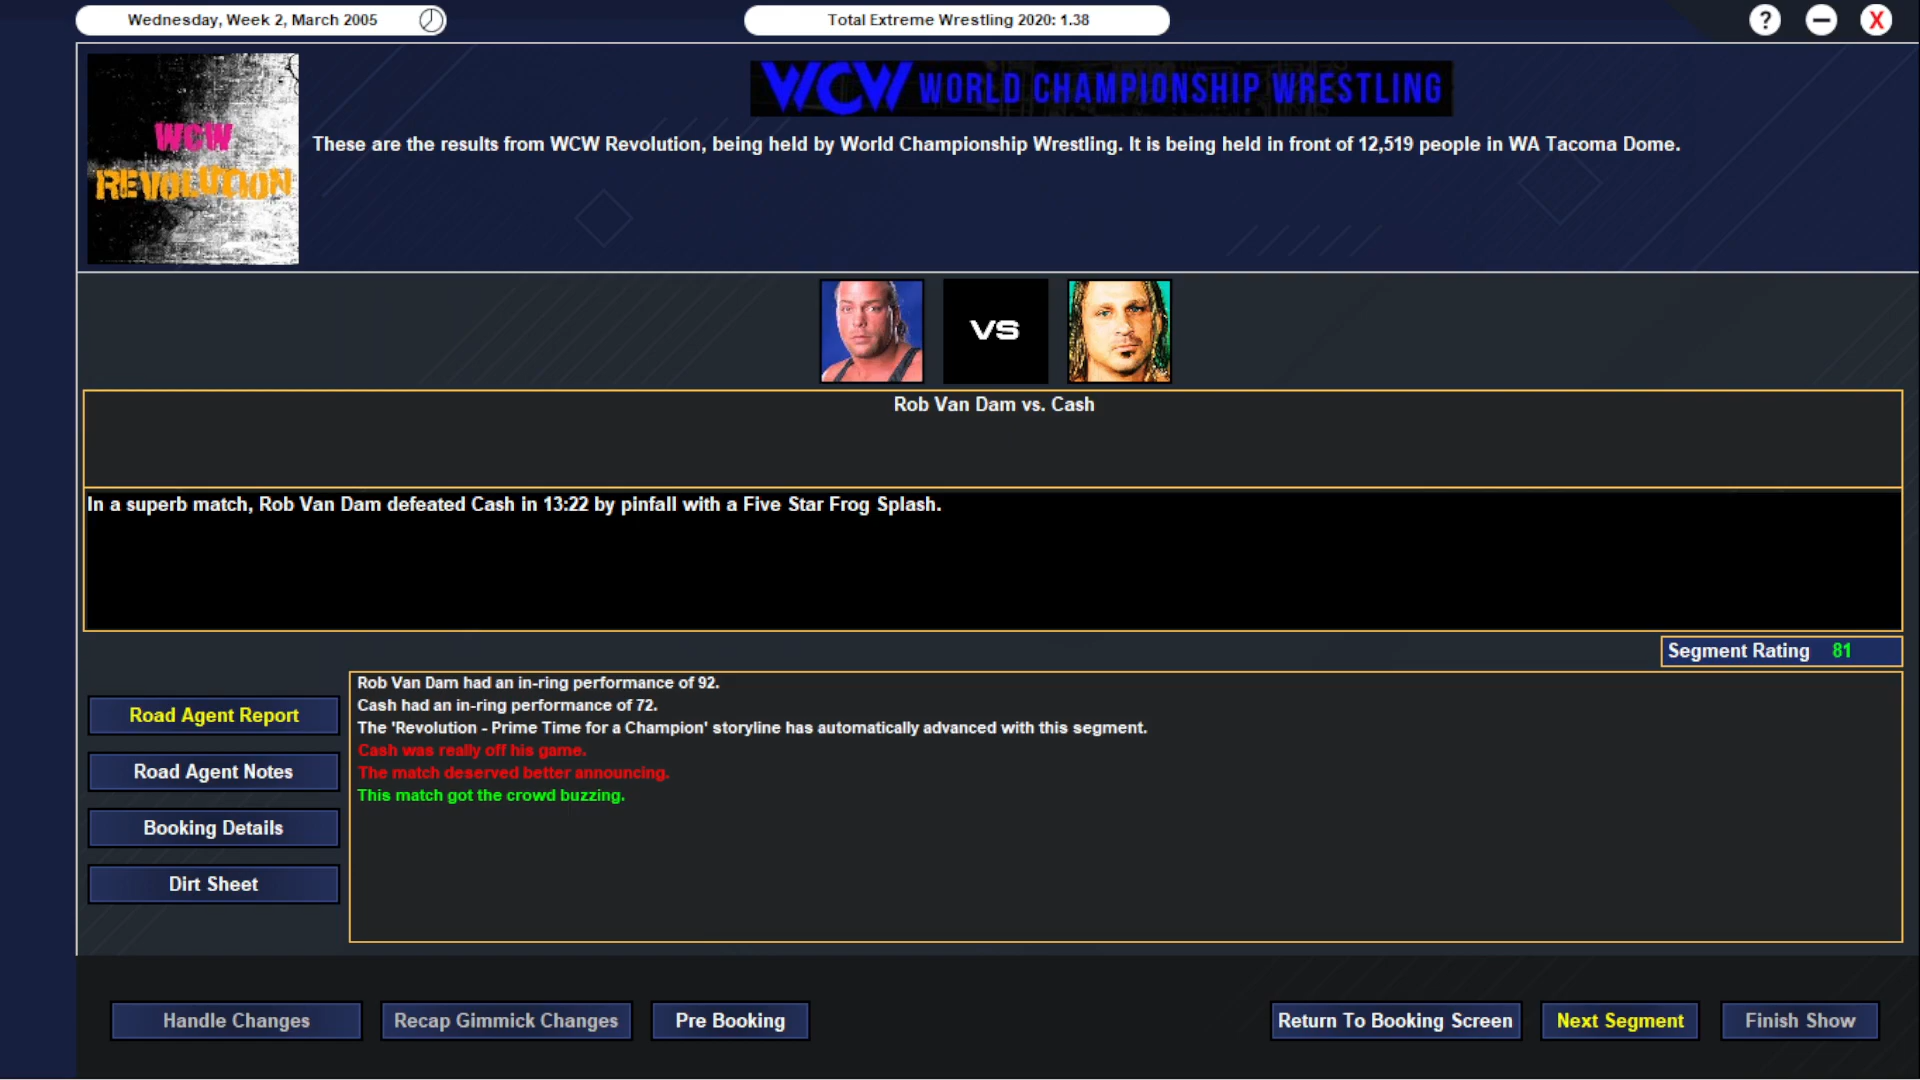 Wednesday, Week 2, March 2005
Total Extreme Wrestling 2020: 1.38
?
X
WCW
REVOLUTION
WCW WORLD CHAMPIONSHIP WRESTLING
These are the results from WCW Revolution, being held by World Championship Wrestling. It is being held in front of 12,519 people in WA Tacoma Dome.
VS
Rob Van Dam vs. Cash
In a superb match, Rob Van Dam defeated Cash in 13:22 by pinfall with a Five Star Frog Splash.
Segment Rating 81
Road Agent Report
Road Agent Notes
Booking Details
Dirt Sheet
Rob Van Dam had an in-ring performance of 92.
Cash had an in-ring performance of 72.
The 'Revolution - Prime Time for a Champion' storyline has automatically advanced with this segment.
Cash was really off his game.
The match deserved better announcing.
This match got the crowd buzzing.
Handle Changes
Recap Gimmick Changes
Pre Booking
Return To Booking Screen
Next Segment
Finish Show